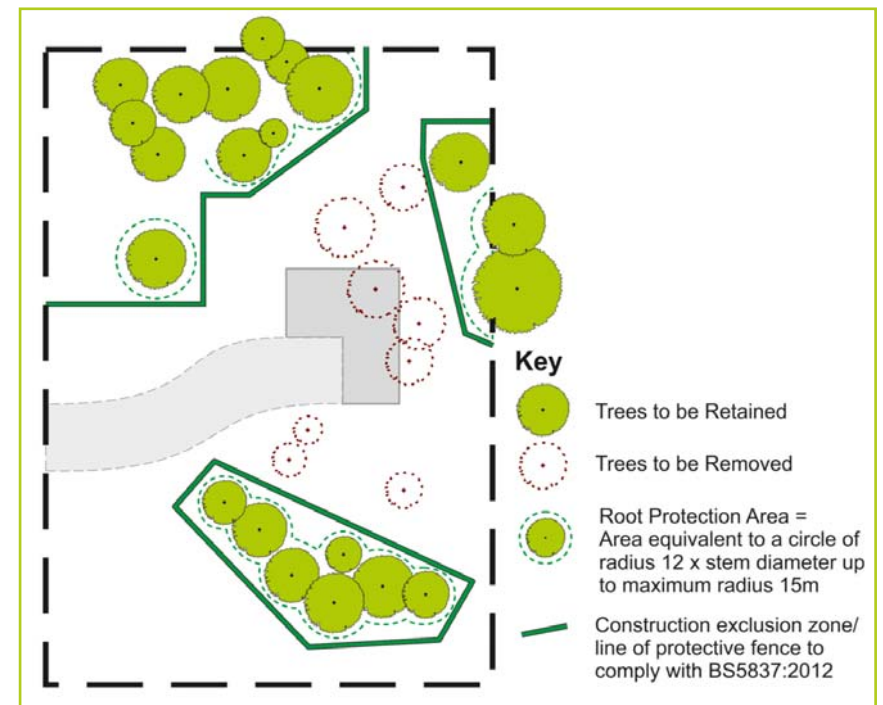 Key
Trees to be Retained
Trees to be Removed
Root Protection Area =
Area equivalent to a circle of
radius 12 x stem diameter up
to maximum radius 15m
Construction exclusion zone/
line of protective fence to
comply with BS5837:2012